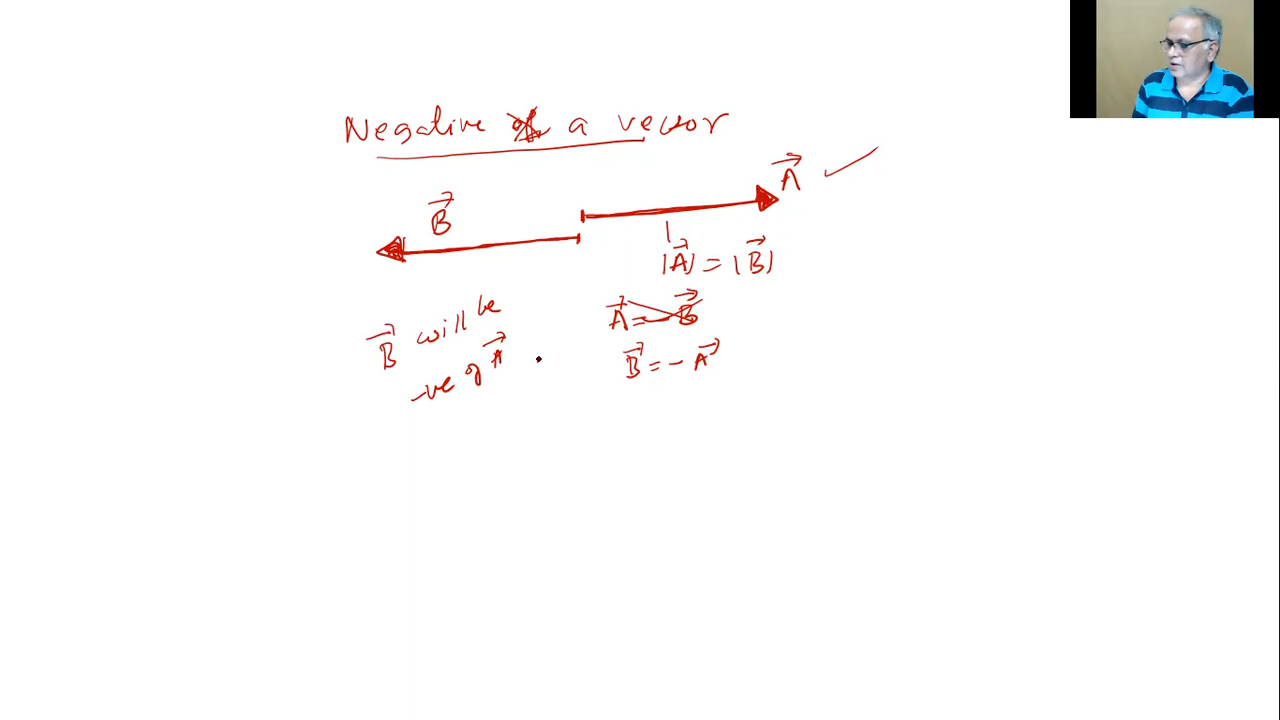 Negative of a vector
A⃗
B⃗
|A⃗| = |B⃗|
A⃗ = B⃗
B⃗ will be
-ve of A⃗
B⃗ = - A⃗